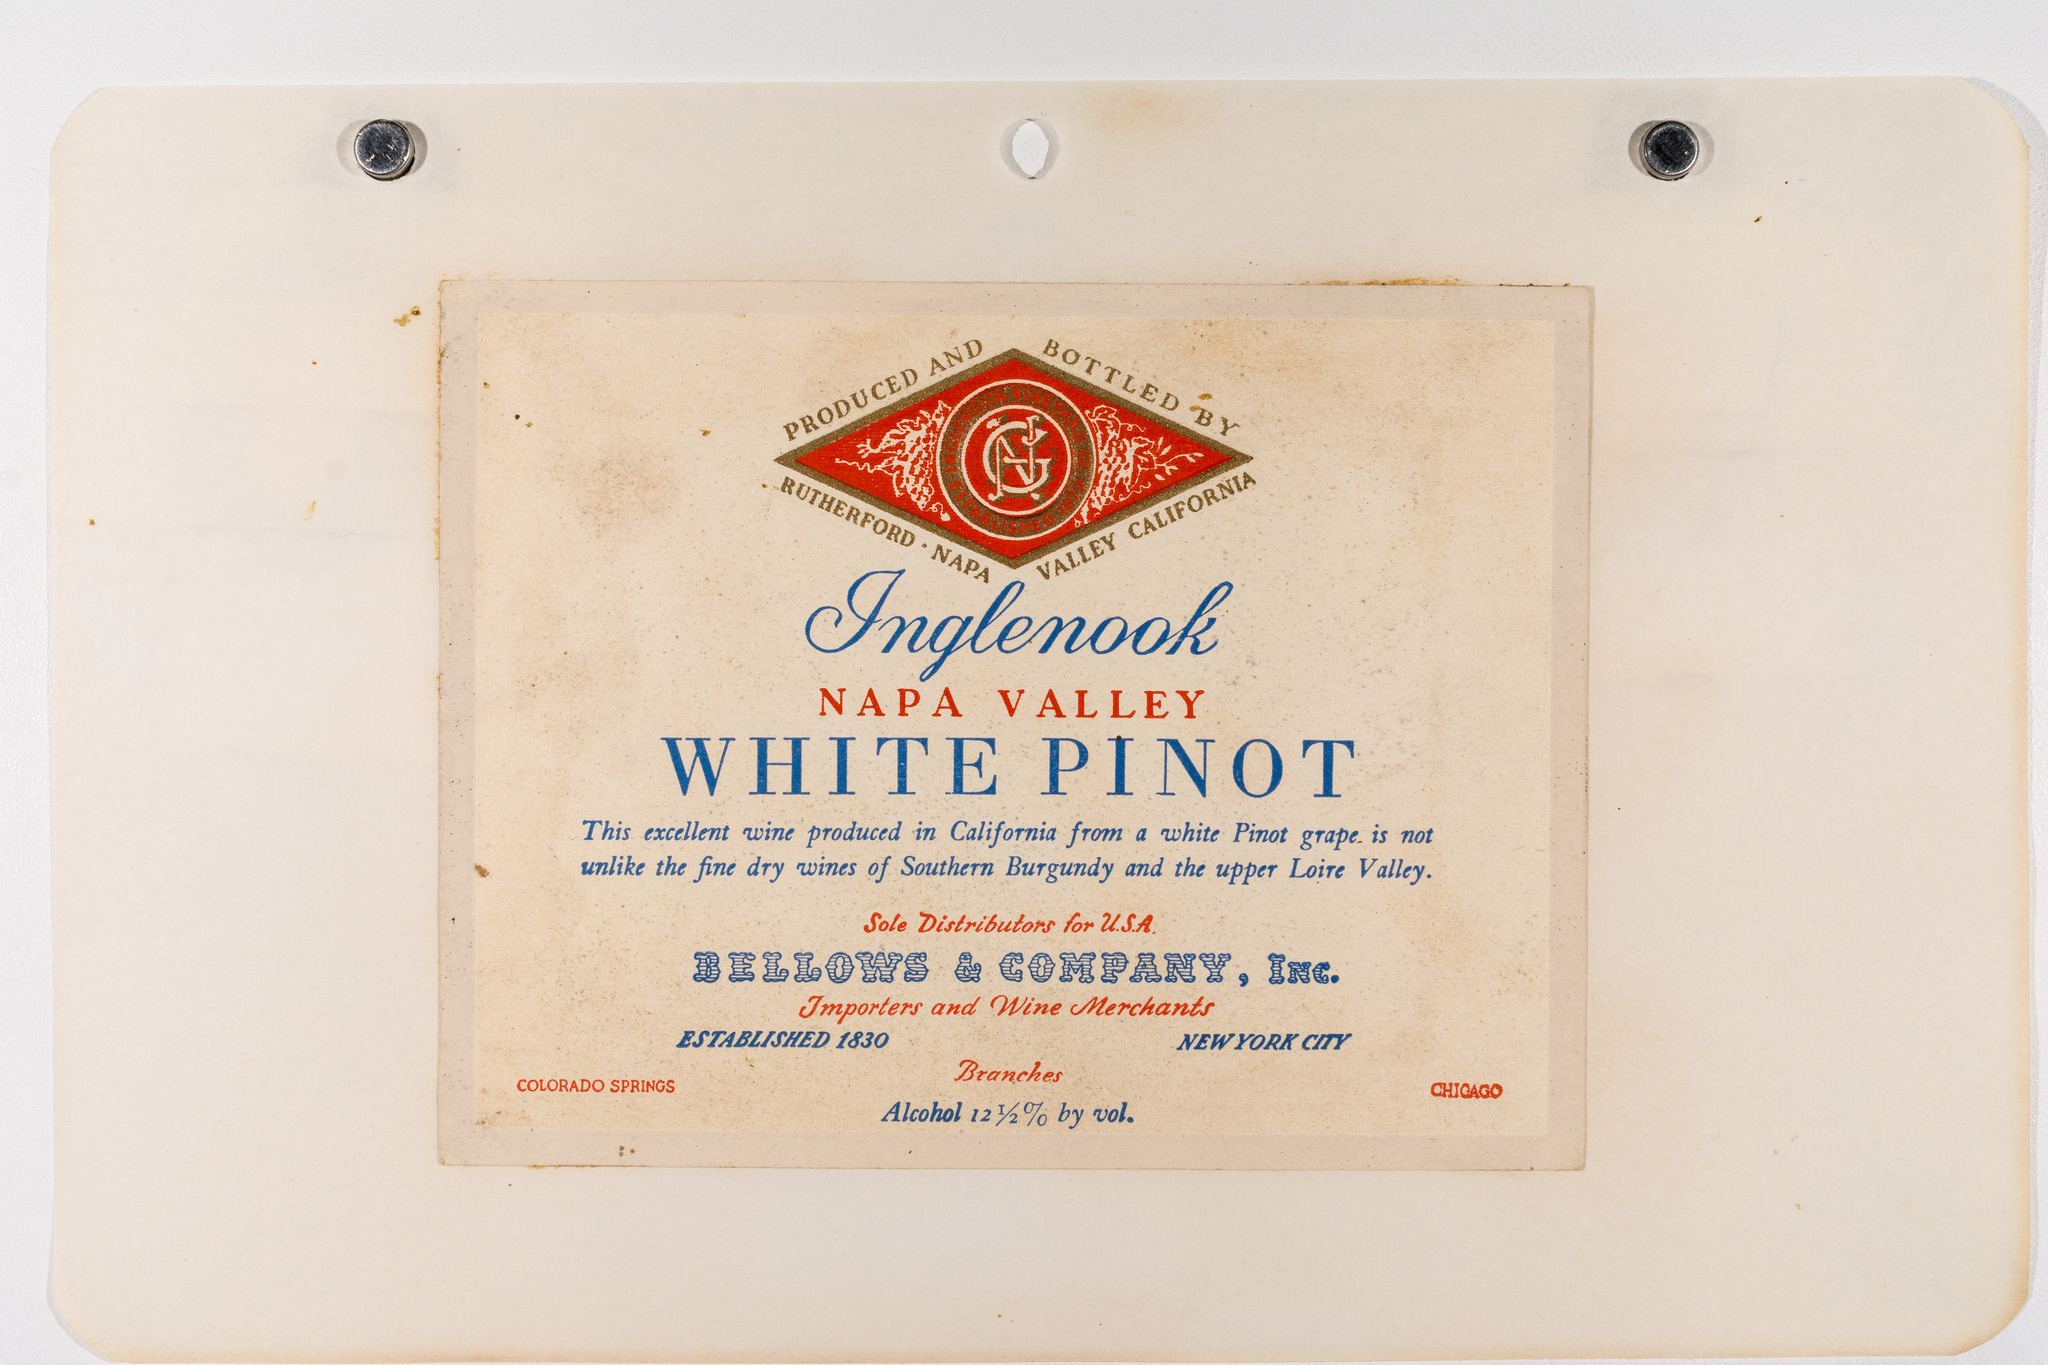 PRODUCED AND BOTTLED BY
RUTHERFORD · NAPA VALLEY CALIFORNIA
Inglenook
NAPA VALLEY
WHITE PINOT
This excellent wine produced in California from a white Pinot grape is not
unlike the fine dry wines of Southern Burgundy and the upper Loire Valley.
Sole Distributors for U.S.A.
BELLOWS & COMPANY, INC.
Importers and Wine Merchants
ESTABLISHED 1830 NEW YORK CITY
Branches
COLORADO SPRINGS CHICAGO
Alcohol 12 1/2% by vol.